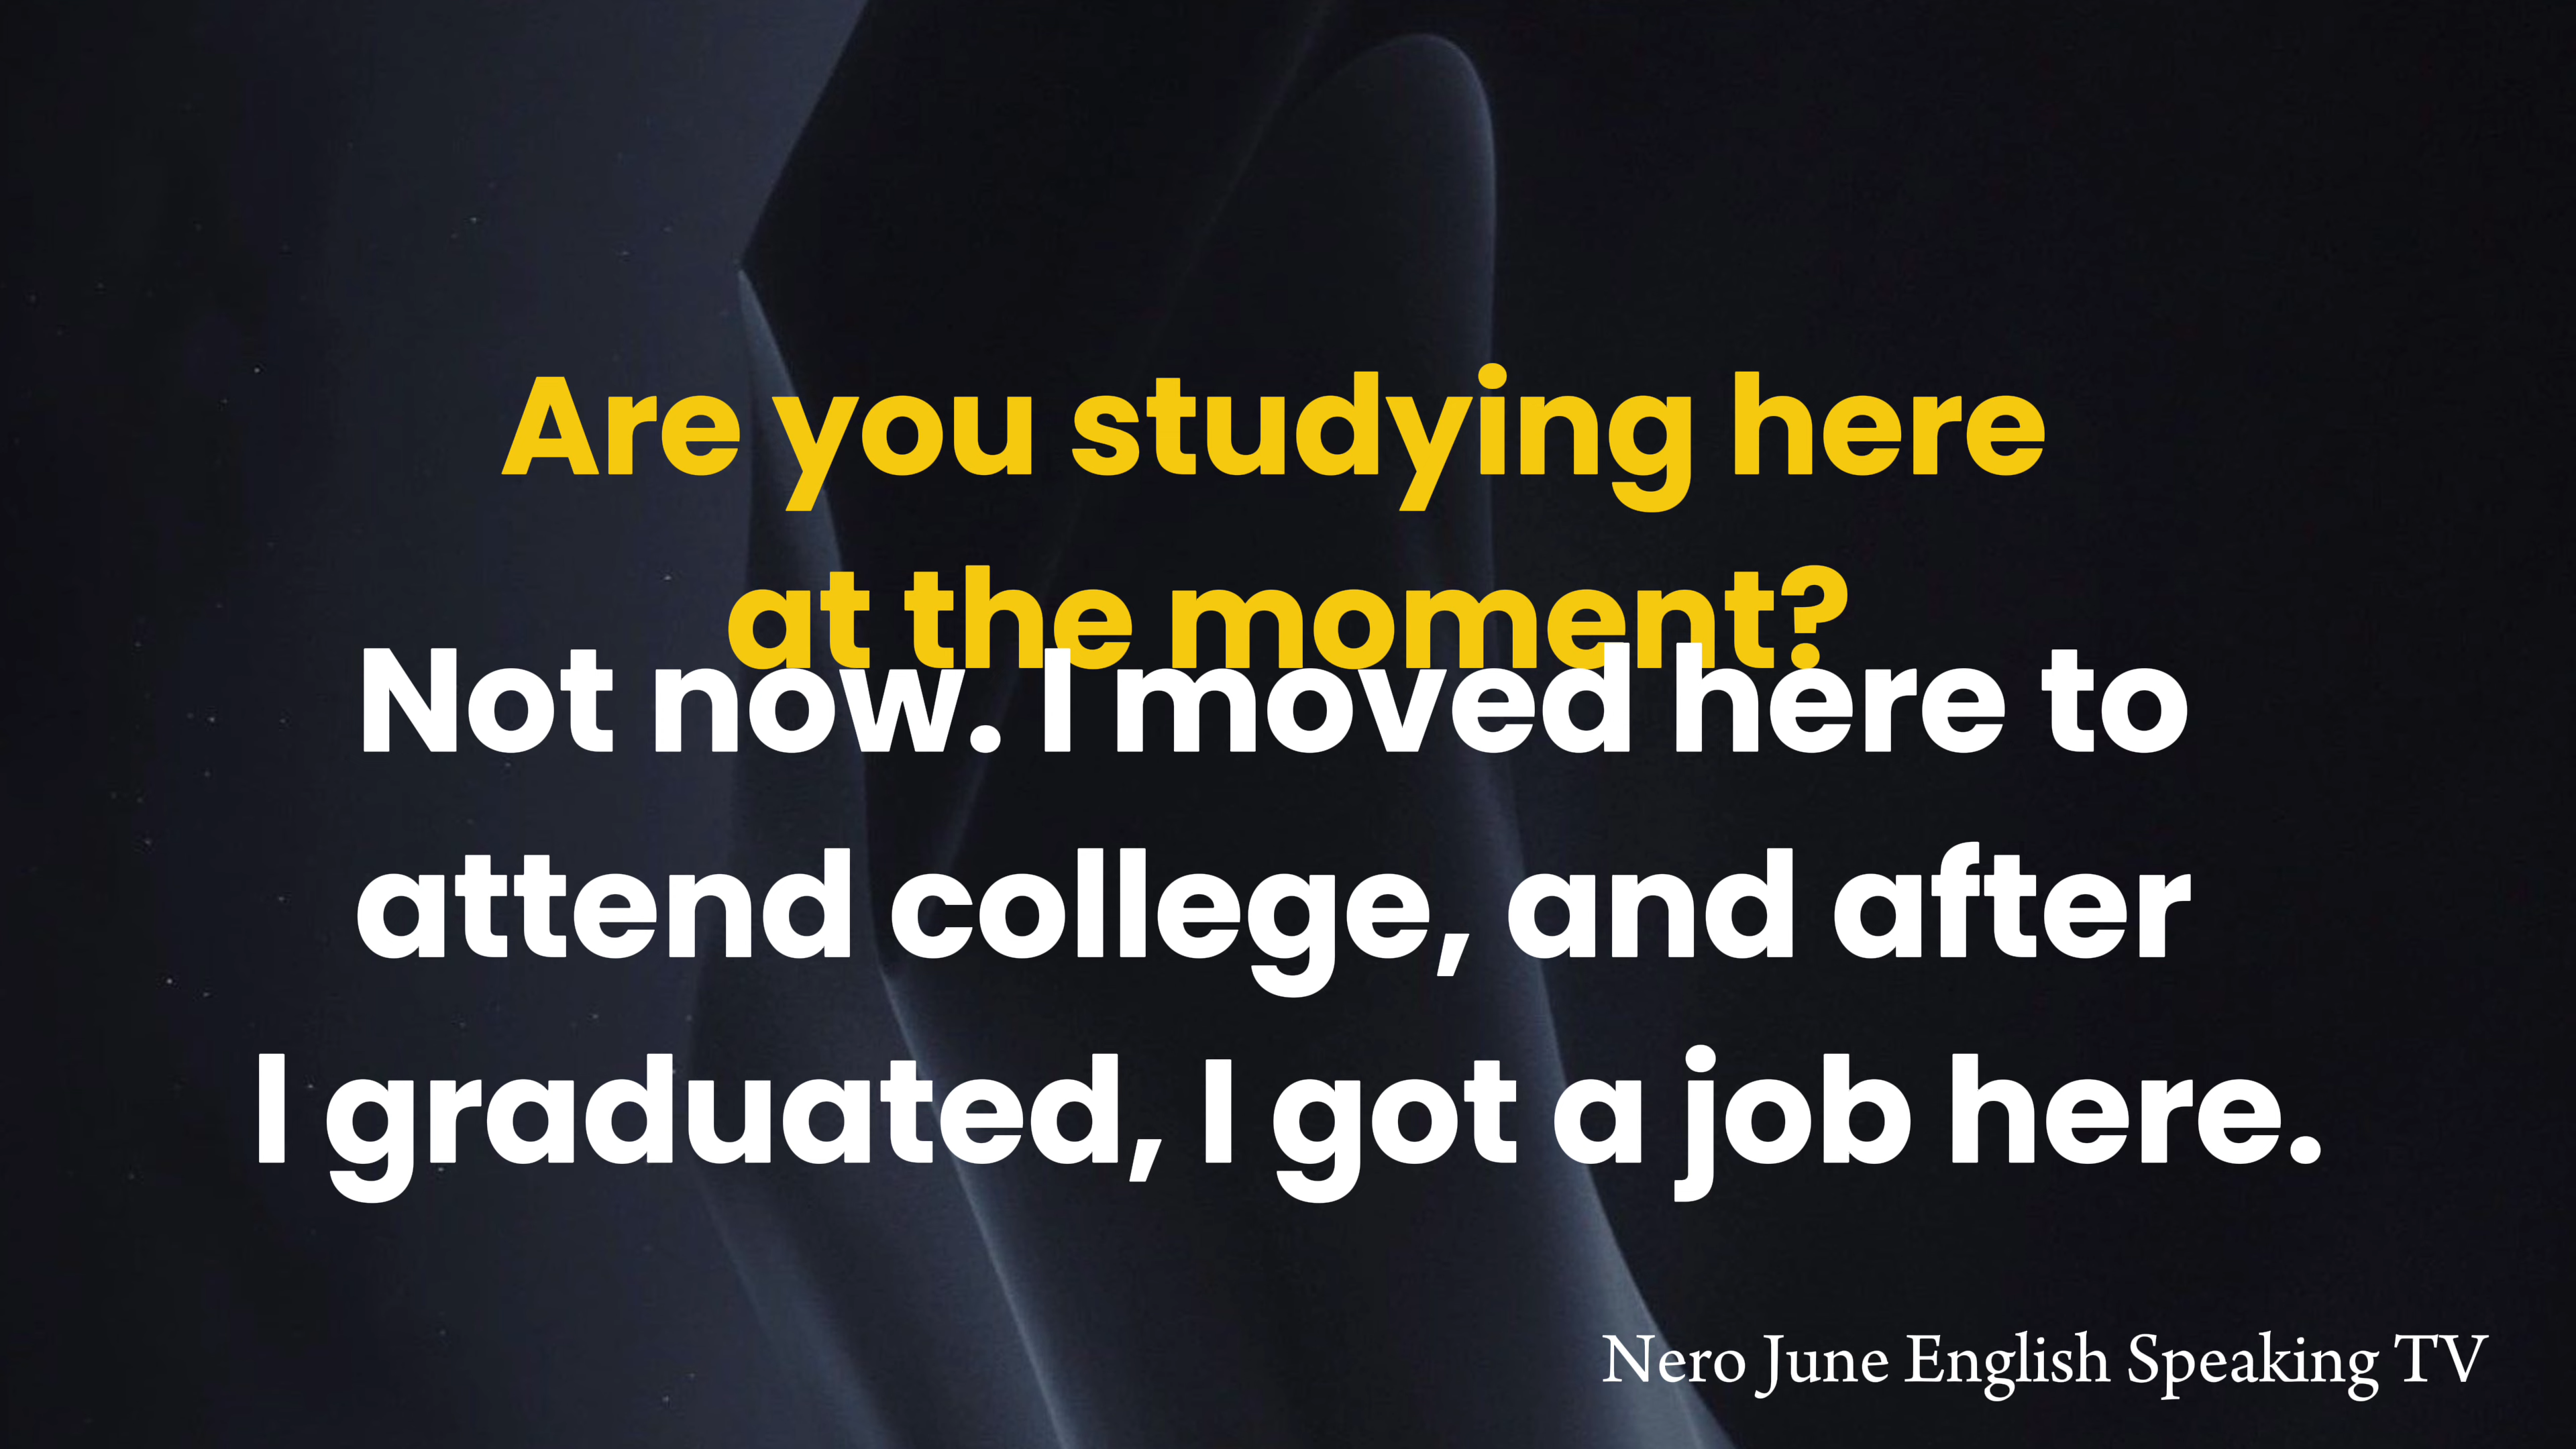 Are you studying here
at the moment?
Not now. I moved here to
attend college, and after
I graduated, I got a job here.
Nero June English Speaking TV